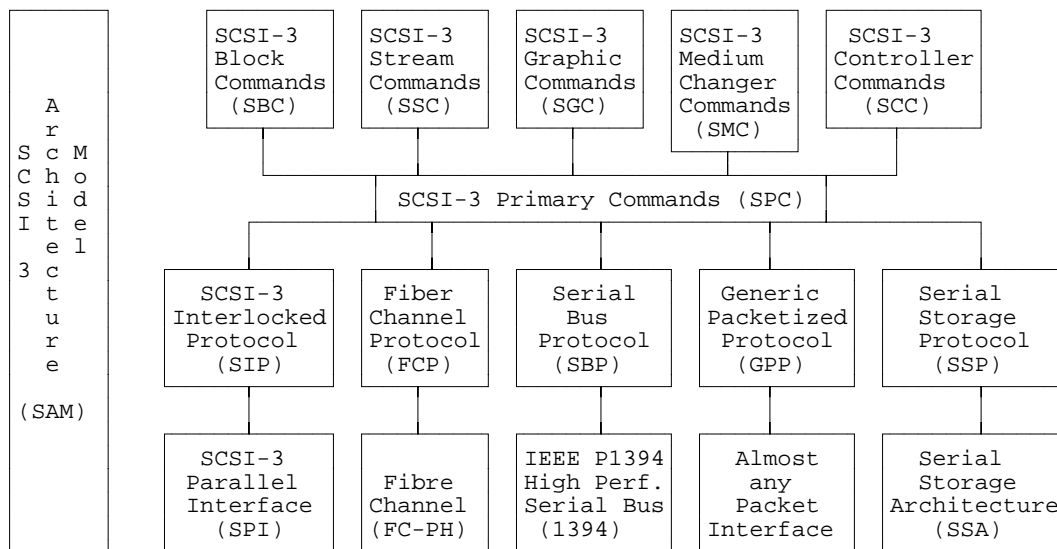 SCSI 3
Architecture
Model
(SAM)
SCSI-3
Block
Commands
(SBC)
SCSI-3
Stream
Commands
(SSC)
SCSI-3
Graphic
Commands
(SGC)
SCSI-3
Medium
Changer
Commands
(SMC)
SCSI-3
Controller
Commands
(SCC)
SCSI-3 Primary Commands (SPC)
SCSI-3
Interlocked
Protocol
(SIP)
Fiber
Channel
Protocol
(FCP)
Serial
Bus
Protocol
(SBP)
Generic
Packetized
Protocol
(GPP)
Serial
Storage
Protocol
(SSP)
SCSI-3
Parallel
Interface
(SPI)
Fibre
Channel
(FC-PH)
IEEE P1394
High Perf.
Serial Bus
(1394)
Almost
any
Packet
Interface
Serial
Storage
Architecture
(SSA)